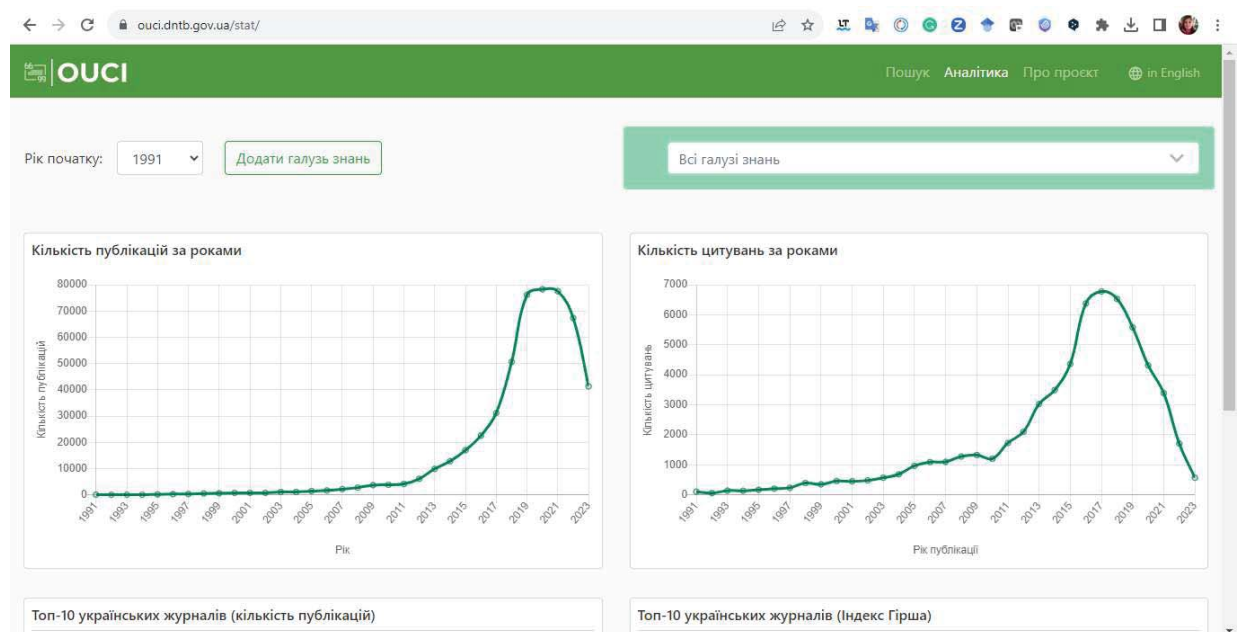 ouci.dntb.gov.ua/stat/
OUCI
Пошук Аналітика Про проєкт in English
Рік початку: 1991 Додати галузь знань Всі галузі знань
Кількість публікацій за роками
80000
70000
60000
50000
40000
30000
20000
10000
0
Кількість публікацій
1991 1993 1995 1997 1999 2001 2003 2005 2007 2009 2011 2013 2015 2017 2019 2021 2023
Рік
Кількість цитувань за роками
7000
6000
5000
4000
3000
2000
1000
0
Кількість цитувань
1991 1993 1995 1997 1999 2001 2003 2005 2007 2009 2011 2013 2015 2017 2019 2021 2023
Рік публікації
Топ-10 українських журналів (кількість публікацій)
Топ-10 українських журналів (Індекс Гірша)